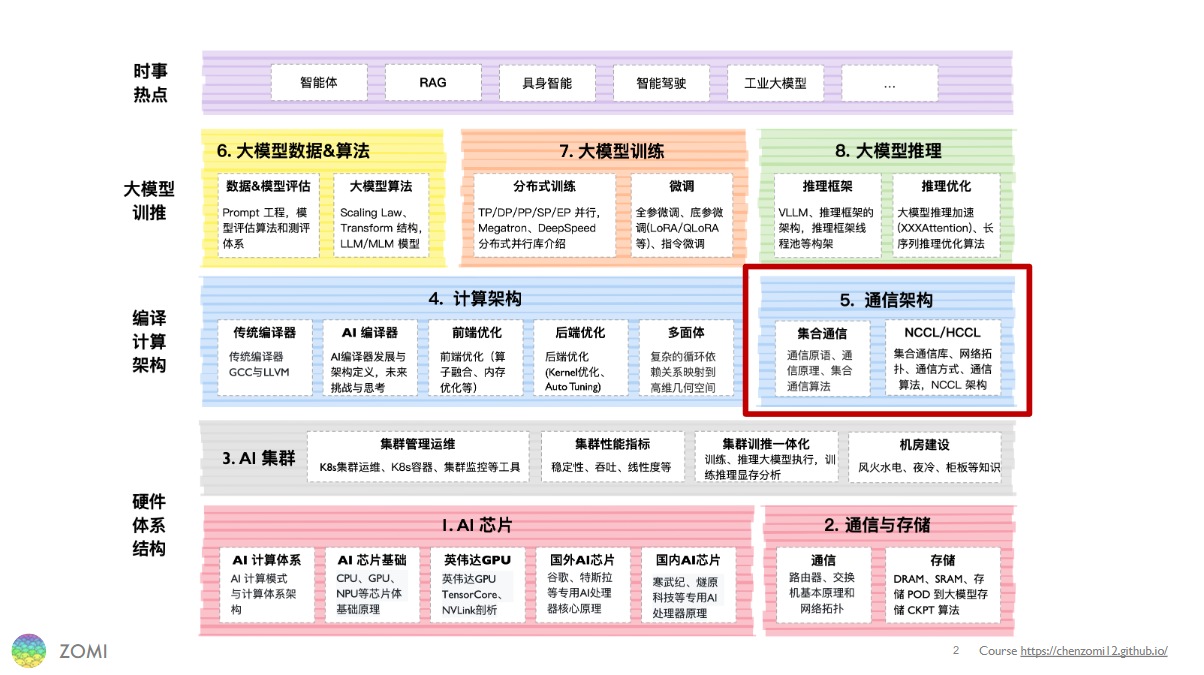 时事
热点
智能体
RAG
具身智能
智能驾驶
工业大模型
...
大模型
训推
6. 大模型数据&算法
数据&模型评估
Prompt 工程，模
型评估算法和测评
体系
大模型算法
Scaling Law、
Transform 结构，
LLM/MLM 模型
7. 大模型训练
分布式训练
TP/DP/PP/SP/EP 并行，
Megatron、DeepSpeed
分布式并行库介绍
微调
全参微调、底参微
调(LoRA/QLoRA
等)、指令微调
8. 大模型推理
推理框架
VLLM、推理框架的
架构，推理框架线
程池等构架
推理优化
大模型推理加速
(XXXAttention)、长
序列推理优化算法
编译
计算
架构
4. 计算架构
传统编译器
传统编译器
GCC与LLVM
AI 编译器
AI编译器发展与
架构定义，未来
挑战与思考
前端优化
前端优化（算
子融合、内存
优化等）
后端优化
后端优化
(Kernel优化、
Auto Tuning)
多面体
复杂的循环依
赖关系映射到
高维几何空间
5. 通信架构
集合通信
通信原语、通
信原理、集合
通信算法
NCCL/HCCL
集合通信库、网络拓
扑、通信方式、通信
算法，NCCL 架构
硬件
体系
结构
3. AI 集群
集群管理运维
K8s集群运维、K8s容器、集群监控等工具
集群性能指标
稳定性、吞吐、线性度等
集群训推一体化
训练、推理大模型执行，训
练推理显存分析
机房建设
风火水电、夜冷、柜板等知识
1. AI 芯片
AI 计算体系
AI 计算模式
与计算体系架
构
AI 芯片基础
CPU、GPU、
NPU等芯片体
基础原理
英伟达GPU
英伟达GPU
TensorCore、
NVLink剖析
国外AI芯片
谷歌、特斯拉
等专用AI处理
器核心原理
国内AI芯片
寒武纪、燧原
科技等专用AI
处理器原理
2. 通信与存储
通信
路由器、交换
机基本原理和
网络拓扑
存储
DRAM、SRAM、存
储 POD 到大模型存
储 CKPT 算法
ZOMI
2
Course https://chenzomi12.github.io/